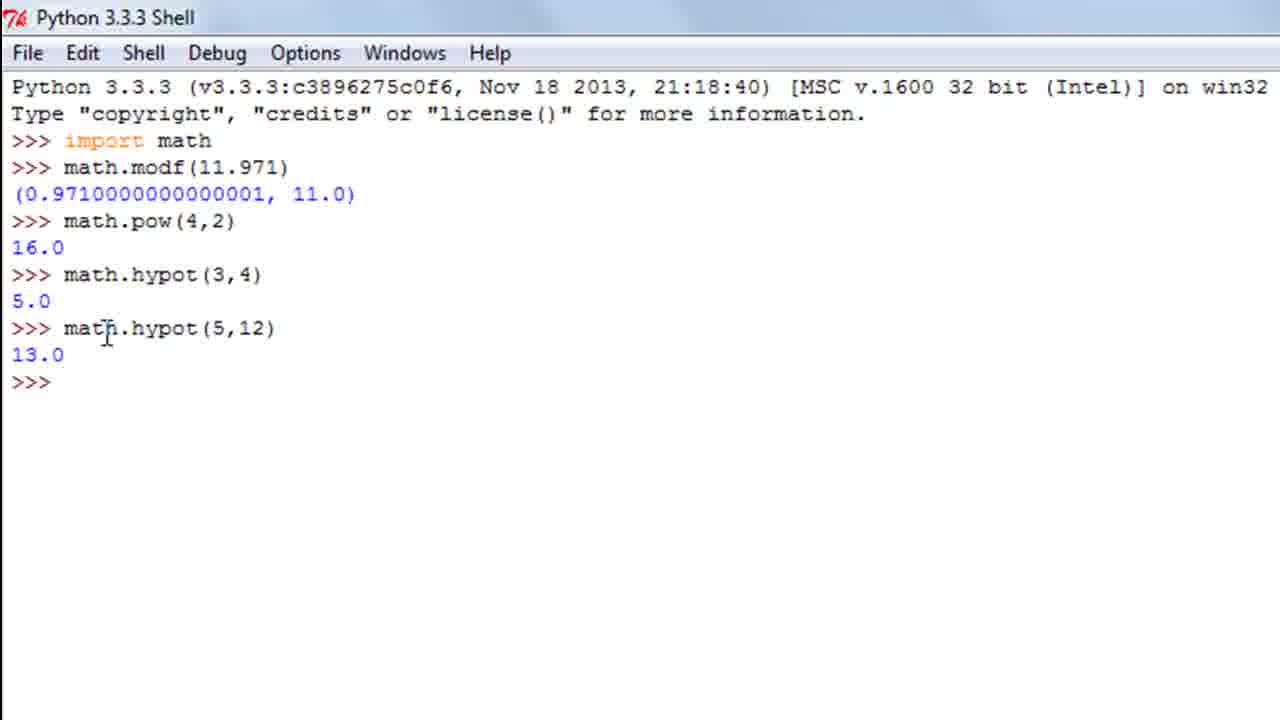 Python 3.3.3 Shell
File Edit Shell Debug Options Windows Help
Python 3.3.3 (v3.3.3:c3896275c0f6, Nov 18 2013, 21:18:40) [MSC v.1600 32 bit (Intel)] on win32
Type "copyright", "credits" or "license()" for more information.
>>> import math
>>> math.modf(11.971)
(0.9710000000000001, 11.0)
>>> math.pow(4,2)
16.0
>>> math.hypot(3,4)
5.0
>>> math.hypot(5,12)
13.0
>>>